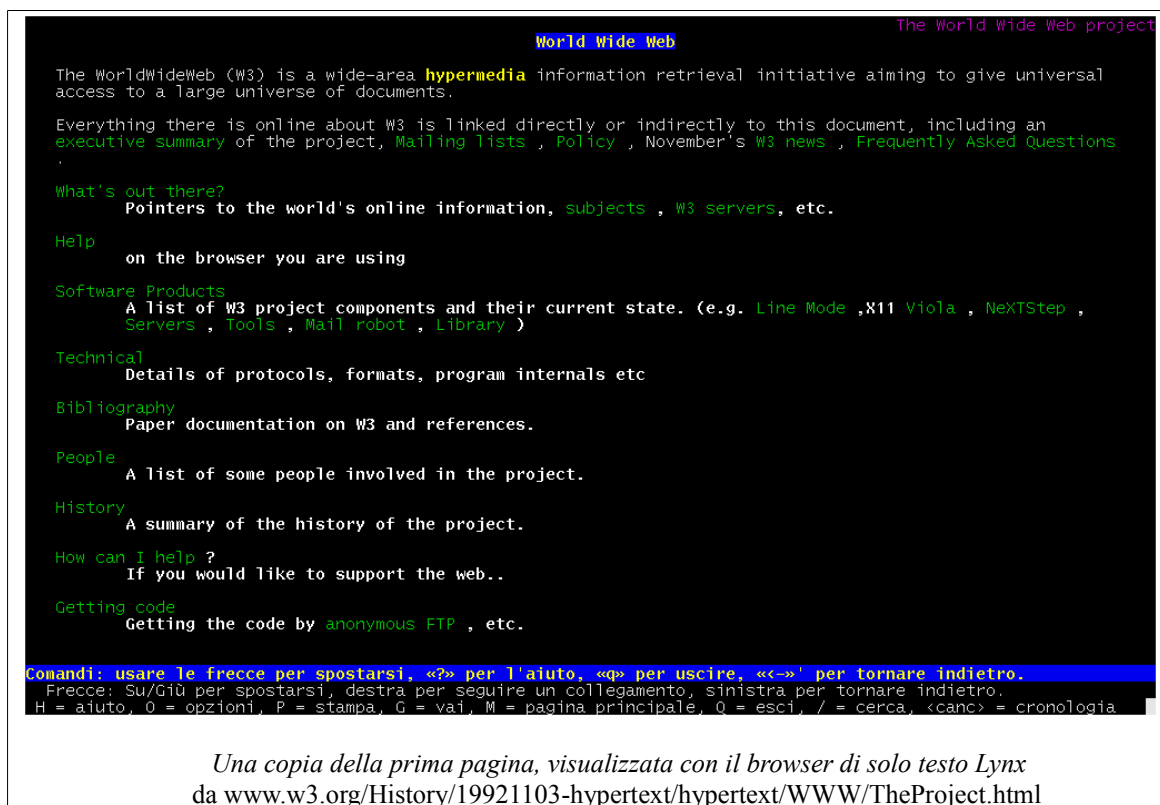 The World Wide Web project
World Wide Web
The WorldWideWeb (W3) is a wide-area hypermedia information retrieval initiative aiming to give universal
access to a large universe of documents.
Everything there is online about W3 is linked directly or indirectly to this document, including an
executive summary of the project, Mailing lists , Policy , November's W3 news , Frequently Asked Questions
.
What's out there?
Pointers to the world's online information, subjects , W3 servers, etc.
Help
on the browser you are using
Software Products
A list of W3 project components and their current state. (e.g. Line Mode ,X11 Viola , NeXTStep ,
Servers , Tools , Mail robot , Library )
Technical
Details of protocols, formats, program internals etc
Bibliography
Paper documentation on W3 and references.
People
A list of some people involved in the project.
History
A summary of the history of the project.
How can I help ?
If you would like to support the web..
Getting code
Getting the code by anonymous FTP , etc.
Comandi: usare le frecce per spostarsi, «?» per l'aiuto, «q» per uscire, «<-»' per tornare indietro.
Frecce: Su/Giù per spostarsi, destra per seguire un collegamento, sinistra per tornare indietro.
H = aiuto, O = opzioni, P = stampa, G = vai, M = pagina principale, Q = esci, / = cerca, <canc> = cronologia
Una copia della prima pagina, visualizzata con il browser di solo testo Lynx
da www.w3.org/History/19921103-hypertext/hypertext/WWW/TheProject.html